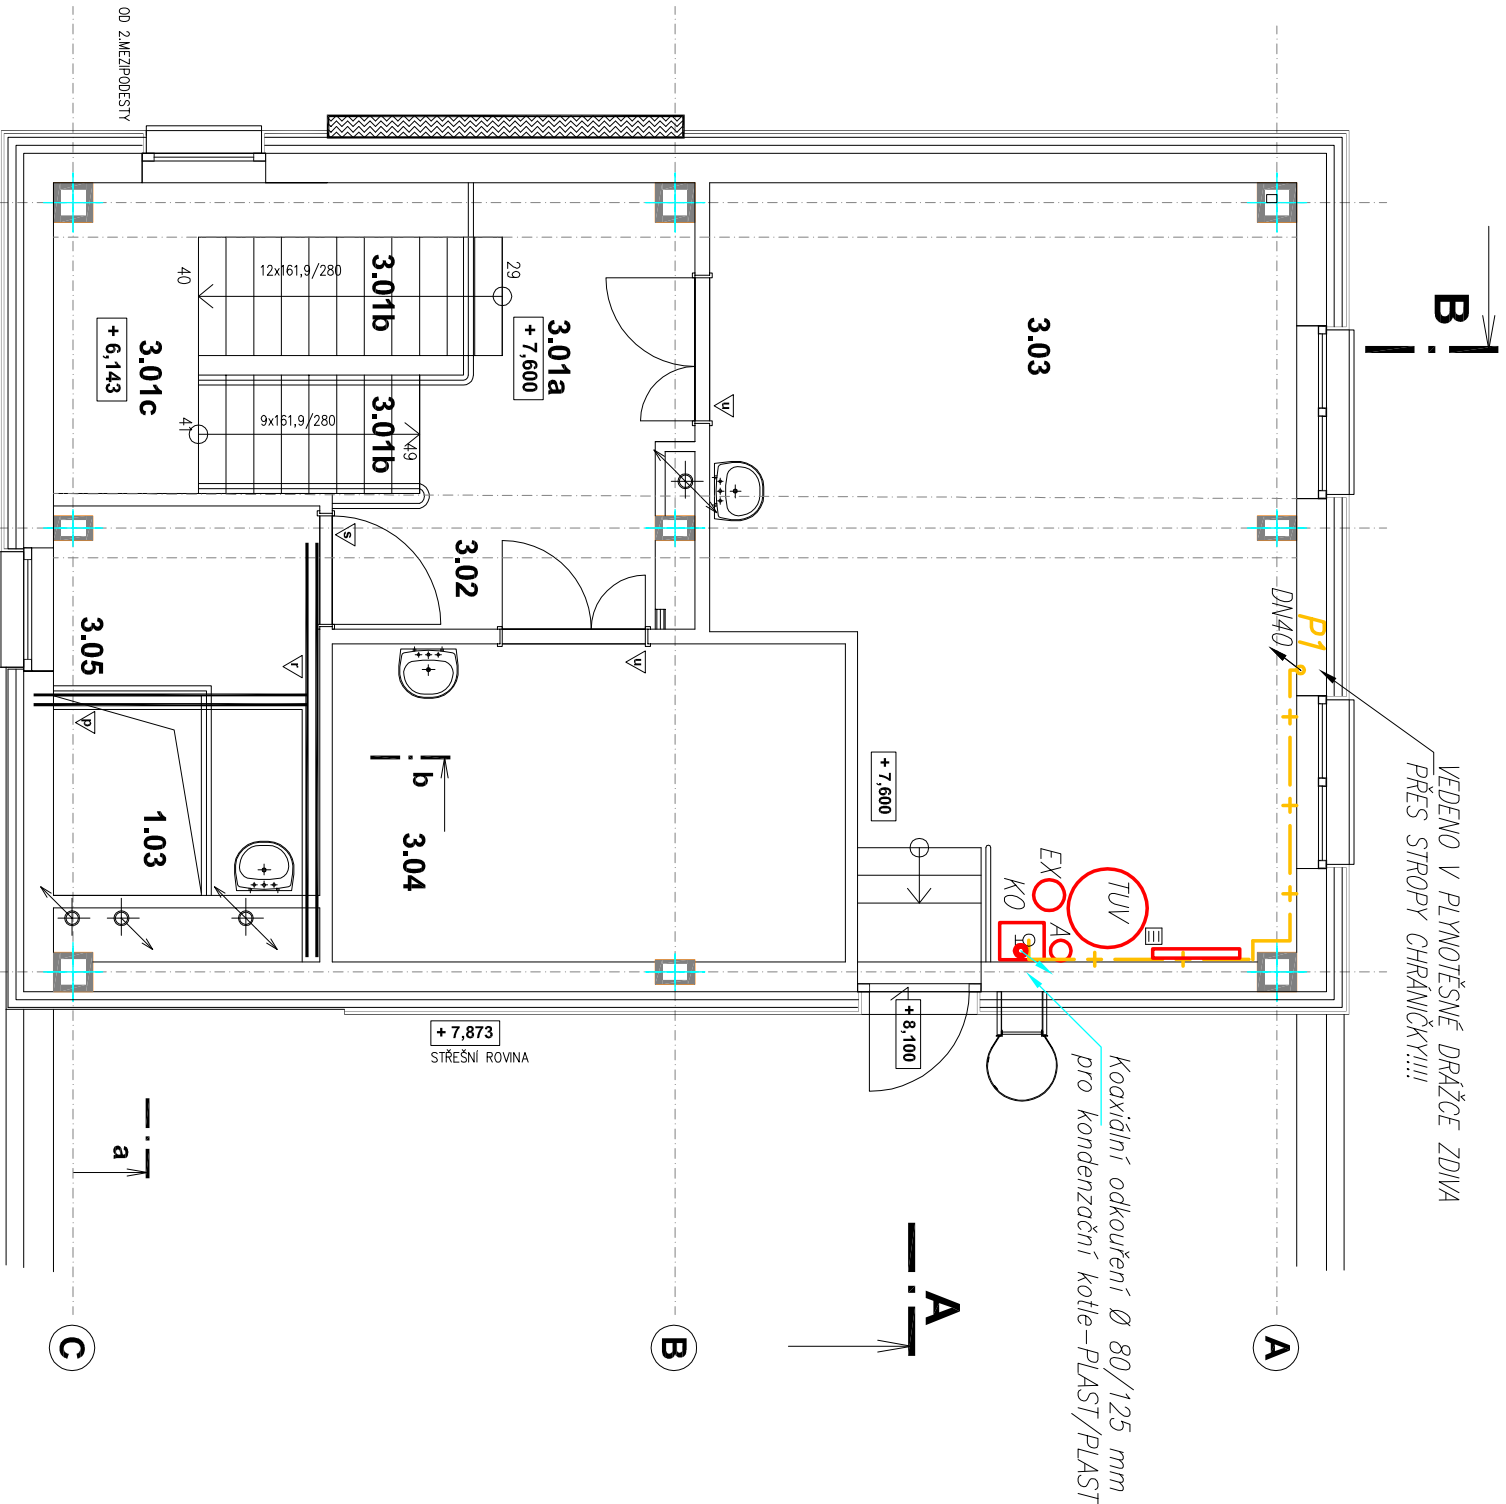 OD 2.MEZIPODESTY
B
3.03
3.01b
12x161,9/280
29
40
3.01a
+ 7,600
3.01c
+ 6,143
3.01b
9x161,9/280
49
41
u
s
3.02
3.05
r
u
p
P1
DN40
VEDENO V PLYNOTĚSNÉ DRÁŽCE ZDIVA
PŘES STROPY CHRÁNIČKY!!!!
b
3.04
1.03
+ 7,600
EX
KO
TUV
A
+ 7,873
STŘEŠNÍ ROVINA
+ 8,100
Koaxiální odkouření Ø 80/125 mm
pro kondenzační kotle-PLAST/PLAST
a
A
C
B
A